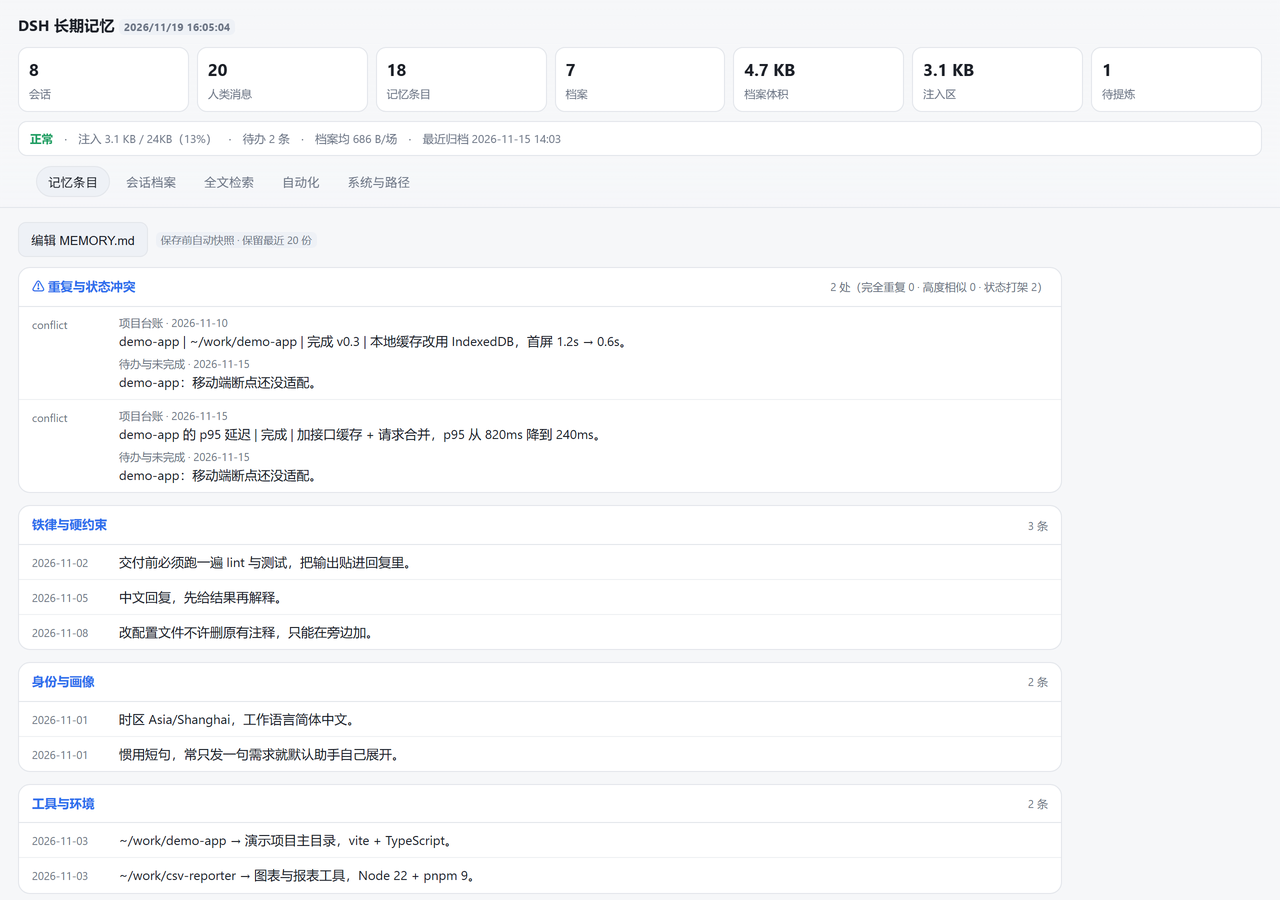 DSH 长期记忆 2026/11/19 16:05:04
8
会话
20
人类消息
18
记忆条目
7
档案
4.7 KB
档案体积
3.1 KB
注入区
1
待提炼
正常 · 注入 3.1 KB / 24KB（13%） · 待办 2 条 · 档案均 686 B/场 · 最近归档 2026-11-15 14:03
记忆条目 会话档案 全文检索 自动化 系统与路径
编辑 MEMORY.md 保存前自动快照 · 保留最近 20 份
重复与状态冲突 2 处（完全重复 0 · 高度相似 0 · 状态打架 2）
conflict
项目台账 · 2026-11-10
demo-app | ~/work/demo-app | 完成 v0.3 | 本地缓存改用 IndexedDB，首屏 1.2s → 0.6s。
待办与未完成 · 2026-11-15
demo-app：移动端断点还没适配。
conflict
项目台账 · 2026-11-15
demo-app 的 p95 延迟 | 完成 | 加接口缓存 + 请求合并，p95 从 820ms 降到 240ms。
待办与未完成 · 2026-11-15
demo-app：移动端断点还没适配。
铁律与硬约束 3 条
2026-11-02 交付前必须跑一遍 lint 与测试，把输出贴进回复里。
2026-11-05 中文回复，先给结果再解释。
2026-11-08 改配置文件不许删原有注释，只能在旁边加。
身份与画像 2 条
2026-11-01 时区 Asia/Shanghai，工作语言简体中文。
2026-11-01 惯用短句，常只发一句需求就默认助手自己展开。
工具与环境 2 条
2026-11-03 ~/work/demo-app → 演示项目主目录，vite + TypeScript。
2026-11-03 ~/work/csv-reporter → 图表与报表工具，Node 22 + pnpm 9。